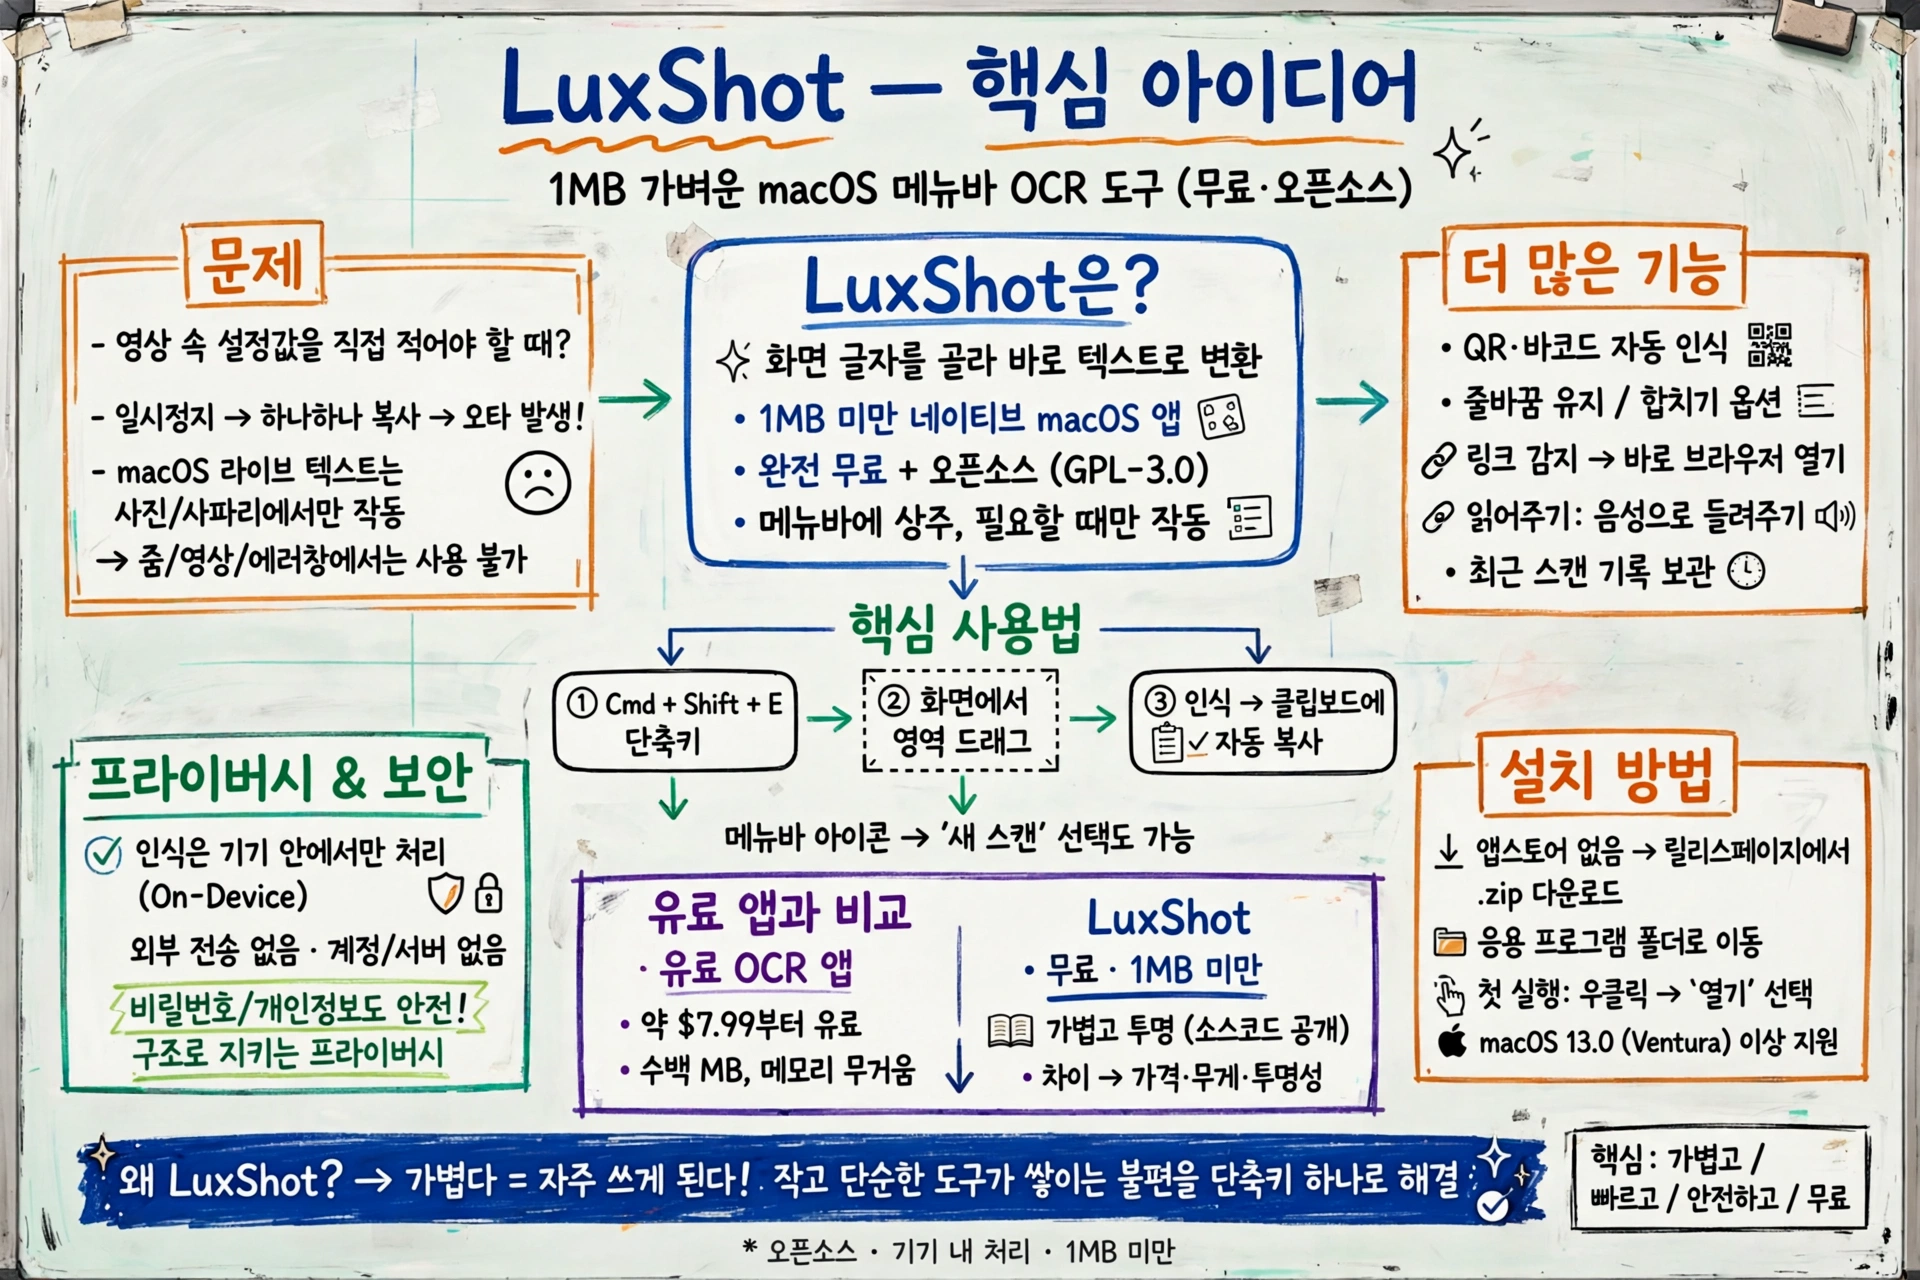 LuxShot – 핵심 아이디어
1MB 가벼운 macOS 메뉴바 OCR 도구 (무료·오픈소스)
문제
- 영상 속 설정값을 직접 적어야 할 때?
- 일시정지 → 하나하나 복사 → 오타 발생!
- macOS 라이브 텍스트는
사진/사파리에서만 작동
→ 줌/영상/에러창에서는 사용 불가
LuxShot은?
화면 글자를 골라 바로 텍스트로 변환
• 1MB 미만 네이티브 macOS 앱
• 완전 무료 + 오픈소스 (GPL-3.0)
• 메뉴바에 상주, 필요할 때만 작동
더 많은 기능
• QR·바코드 자동 인식
• 줄바꿈 유지 / 합치기 옵션
링크 감지 → 바로 브라우저 열기
읽어주기: 음성으로 들려주기
• 최근 스캔 기록 보관
핵심 사용법
① Cmd + Shift + E
단축키
② 화면에서
영역 드래그
③ 인식 → 클립보드에
자동 복사
메뉴바 아이콘 → '새 스캔' 선택도 가능
프라이버시 & 보안
인식은 기기 안에서만 처리
(On-Device)
외부 전송 없음 · 계정/서버 없음
비밀번호/개인정보도 안전!
구조로 지키는 프라이버시
유료 앱과 비교
· 유료 OCR 앱
• 약 $7.99부터 유료
• 수백 MB, 메모리 무거움
LuxShot
• 무료 · 1MB 미만
가볍고 투명 (소스코드 공개)
• 차이 → 가격·무게·투명성
설치 방법
앱스토어 없음 → 릴리스페이지에서
.zip 다운로드
응용 프로그램 폴더로 이동
첫 실행: 우클릭 → '열기' 선택
macOS 13.0 (Ventura) 이상 지원
왜 LuxShot? → 가볍다 = 자주 쓰게 된다! 작고 단순한 도구가 쌓이는 불편을 단축키 하나로 해결
핵심: 가볍고 /
빠르고 / 안전하고 / 무료
* 오픈소스 · 기기 내 처리 · 1MB 미만